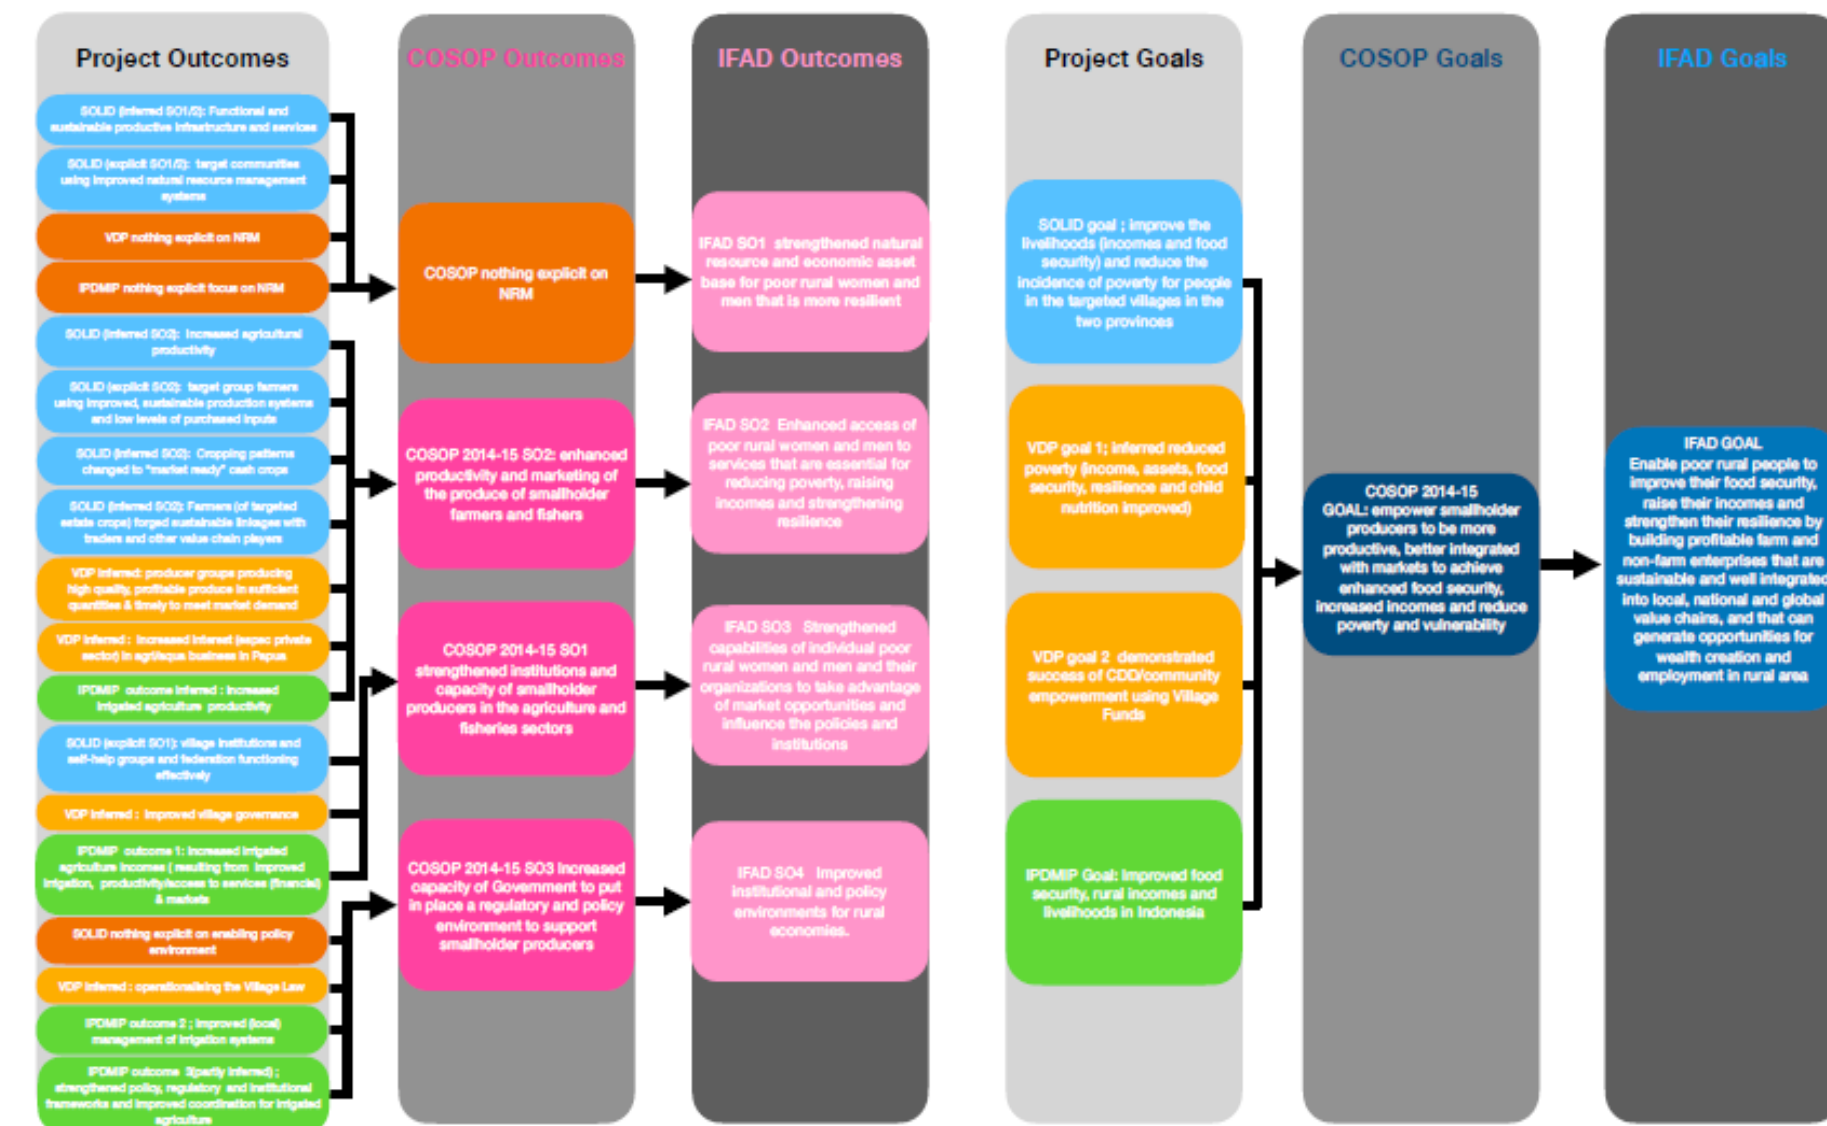 Project Outcomes
SOLID (inferred SO1/2): Functional and
sustainable productive infrastructure and services
SOLID (explicit SO1/2): target communities
using improved natural resource management
systems
VDP nothing explicit on NRM
IPDMIP nothing explicit focus on NRM
SOLID (inferred SO2): Increased agricultural
productivity
SOLID (explicit SO2): target group farmers
using improved, sustainable production systems
and low levels of purchased inputs
SOLID (inferred SO2): Cropping patterns
changed to "market ready" cash crops
SOLID (inferred SO2): Farmers (of targeted
estate crops) forged sustainable linkages with
traders and other value chain players
VDP inferred: producer groups producing
high quality, profitable produce in sufficient
quantities & timely to meet market demand
VDP inferred : increased interest (espec private
sector) in agri/aqua business in Papua
IPDMIP outcome inferred : increased
irrigated agriculture productivity
SOLID (explicit SO1): village institutions and
self-help groups and federation functioning
effectively
VDP inferred : improved village governance
IPDMIP outcome 1: increased irrigated
agriculture incomes ( resulting from improved
irrigation, productivity/access to services (financial)
& markets
SOLID nothing explicit on enabling policy
environment
VDP inferred : operationalising the Village Law
IPDMIP outcome 2 ; improved (local)
management of irrigation systems
IPDMIP outcome 3(partly inferred) ;
strengthened policy, regulatory and institutional
frameworks and improved coordination for irrigated
agriculture
COSOP Outcomes
COSOP nothing explicit on
NRM
COSOP 2014-15 SO2: enhanced
productivity and marketing of
the produce of smallholder
farmers and fishers
COSOP 2014-15 SO1
strengthened institutions and
capacity of smallholder
producers in the agriculture and
fisheries sectors
COSOP 2014-15 SO3 Increased
capacity of Government to put
in place a regulatory and policy
environment to support
smallholder producers
IFAD Outcomes
IFAD SO1 strengthened natural
resource and economic asset
base for poor rural women and
men that is more resilient
IFAD SO2 Enhanced access of
poor rural women and men to
services that are essential for
reducing poverty, raising
incomes and strengthening
resilience
IFAD SO3 Strengthened
capabilities of individual poor
rural women and men and their
organizations to take advantage
of market opportunities and
influence the policies and
institutions
IFAD SO4 Improved
institutional and policy
environments for rural
economies.
Project Goals
SOLID goal ; improve the
livelihoods (incomes and food
security) and reduce the
incidence of poverty for people
in the targeted villages in the
two provinces
VDP goal 1; inferred reduced
poverty (income, assets, food
security, resilience and child
nutrition improved)
VDP goal 2 demonstrated
success of CDD/community
empowerment using Village
Funds
IPDMIP Goal: Improved food
security, rural incomes and
livelihoods in Indonesia
COSOP Goals
COSOP 2014-15
GOAL: empower smallholder
producers to be more
productive, better integrated
with markets to achieve
enhanced food security,
increased incomes and reduce
poverty and vulnerability
IFAD Goals
IFAD GOAL
Enable poor rural people to
improve their food security,
raise their incomes and
strengthen their resilience by
building profitable farm and
non-farm enterprises that are
sustainable and well integrated
into local, national and global
value chains, and that can
generate opportunities for
wealth creation and
employment in rural area